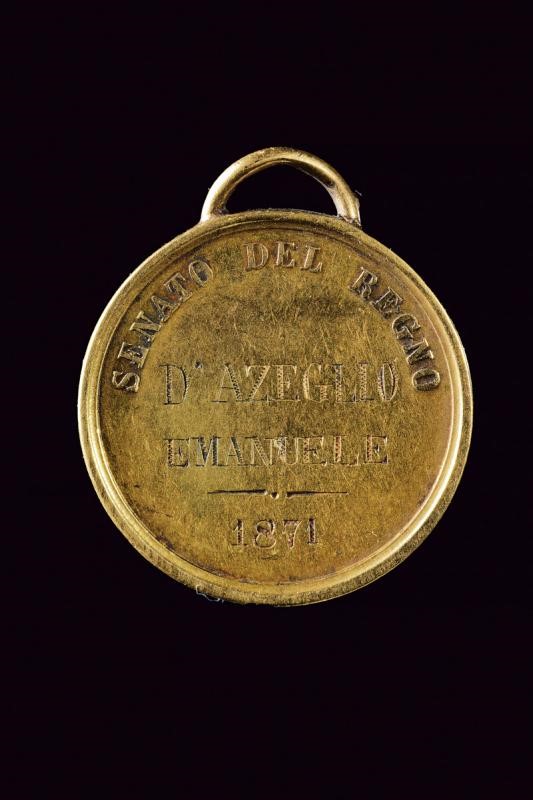 SENATO DEL REGNO
D'AZEGLIO
EMANUELE
1871